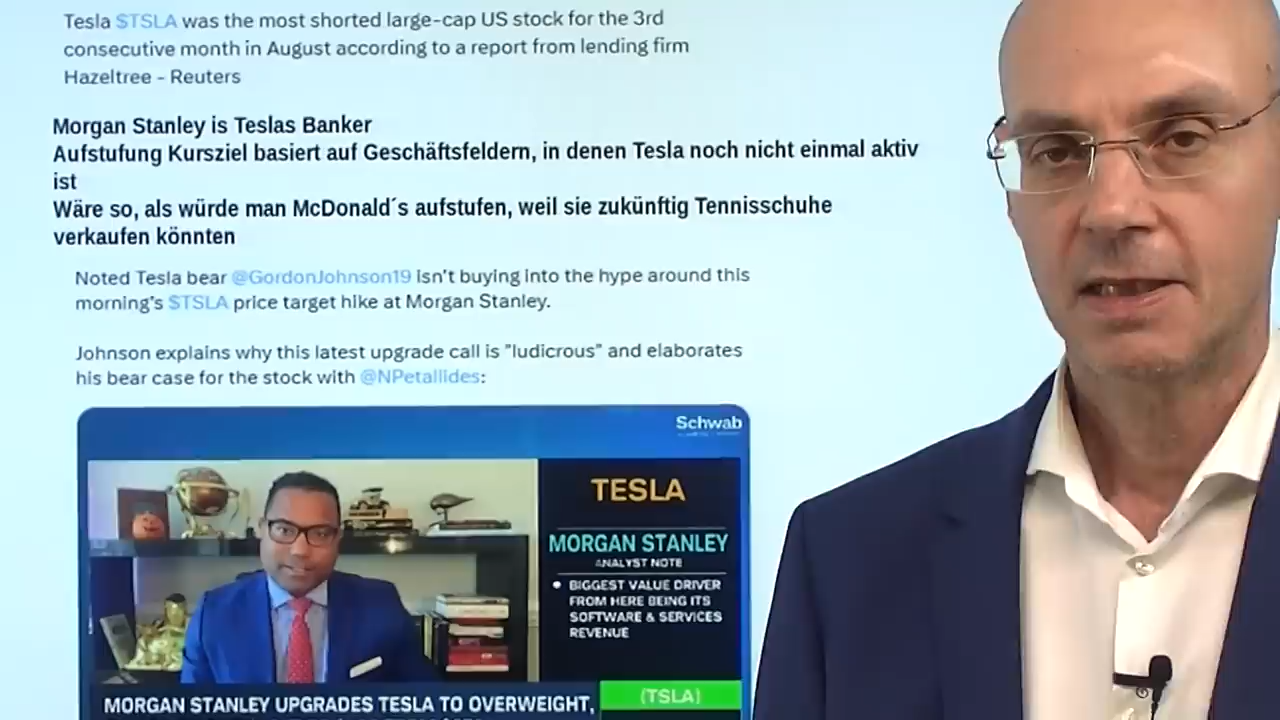 Tesla $TSLA was the most shorted large-cap US stock for the 3rd
consecutive month in August according to a report from lending firm
Hazeltree - Reuters
Morgan Stanley is Teslas Banker
Aufstufung Kursziel basiert auf Geschäftsfeldern, in denen Tesla noch nicht einmal aktiv
ist
Wäre so, als würde man McDonald´s aufstufen, weil sie zukünftig Tennisschuhe
verkaufen könnten
Noted Tesla bear @GordonJohnson19 isn't buying into the hype around this
morning's $TSLA price target hike at Morgan Stanley.
Johnson explains why this latest upgrade call is "ludicrous" and elaborates
his bear case for the stock with @NPetallides:
Schwab
TESLA
MORGAN STANLEY
ANALYST NOTE
• BIGGEST VALUE DRIVER
FROM HERE BEING ITS
SOFTWARE & SERVICES
REVENUE
MORGAN STANLEY UPGRADES TESLA TO OVERWEIGHT,
(TSLA)